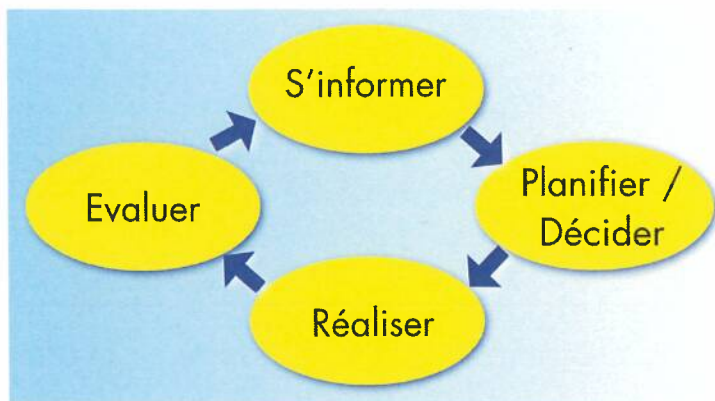 S'informer
Planifier /
Décider
Réaliser
Evaluer